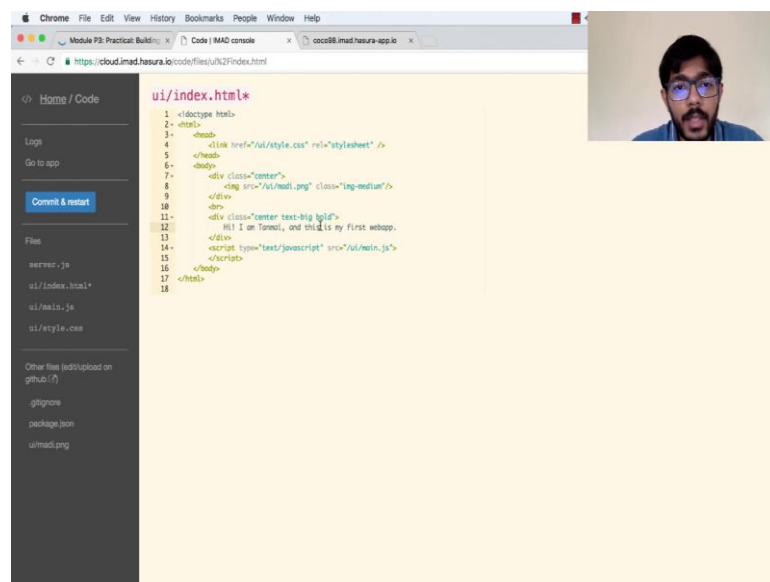 Chrome File Edit View History Bookmarks People Window Help
Module P3: Practical: Building × Code | IMAD console × coco98.imad.hasura-app.io ×
https://cloud.imad.hasura.io/code/files/ui%2Findex.html
</> Home / Code
Logs
Go to app
Commit & restart
Files
server.js
ui/index.html*
ui/main.js
ui/style.css
Other files (edit/upload on
github)
.gitignore
package.json
ui/madi.png
ui/index.html*
1 <!doctype html>
2 <html>
3 <head>
4 <link href="/ui/style.css" rel="stylesheet" />
5 </head>
6 <body>
7 <div class="center">
8 <img src="/ui/madi.png" class="img-medium"/>
9 </div>
10 <br>
11 <div class="center text-big bold">
12 Hi! I am Tanmai, and this is my first webapp.
13 </div>
14 <script type="text/javascript" src="/ui/main.js">
15 </script>
16 </body>
17 </html>
18